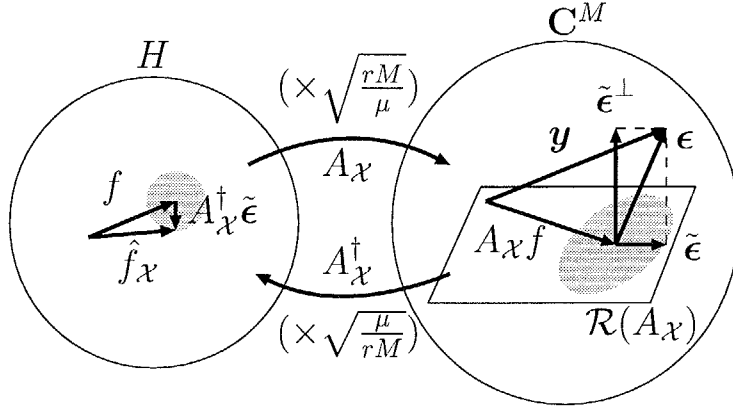 H
C^M
(×√(rM/μ))
A_𝒳
f
A_𝒳^† ϵ̃
f̂_𝒳
ϵ̃^⊥
y
ϵ
A_𝒳 f
ϵ̃
A_𝒳^†
(×√(μ/rM))
ℛ(A_𝒳)